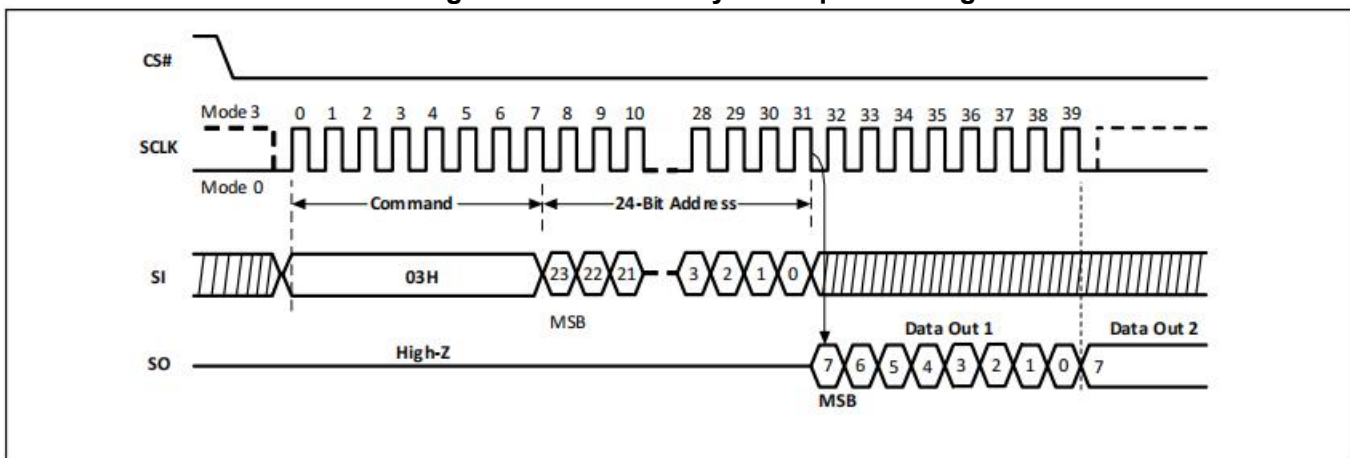 CS#
Mode 3 0 1 2 3 4 5 6 7 8 9 10 28 29 30 31 32 33 34 35 36 37 38 39
SCLK
Mode 0
Command 24-Bit Address
SI 03H 23 22 21 3 2 1 0
MSB Data Out 1 Data Out 2
High-Z
SO 7 6 5 4 3 2 1 0 7
MSB